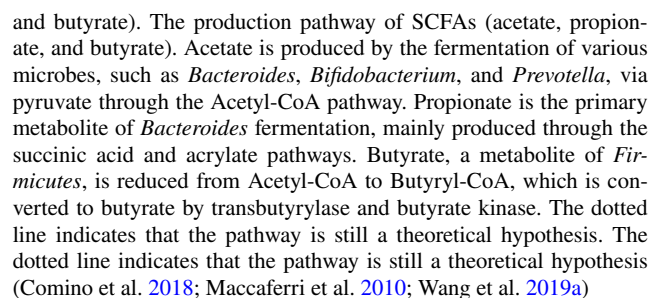 and butyrate). The production pathway of SCFAs (acetate, propion-
ate, and butyrate). Acetate is produced by the fermentation of various
microbes, such as Bacteroides, Bifidobacterium, and Prevotella, via
pyruvate through the Acetyl-CoA pathway. Propionate is the primary
metabolite of Bacteroides fermentation, mainly produced through the
succinic acid and acrylate pathways. Butyrate, a metabolite of Fir-
micutes, is reduced from Acetyl-CoA to Butyryl-CoA, which is con-
verted to butyrate by transbutyrylase and butyrate kinase. The dotted
line indicates that the pathway is still a theoretical hypothesis. The
dotted line indicates that the pathway is still a theoretical hypothesis
(Comino et al. 2018; Maccaferri et al. 2010; Wang et al. 2019a)